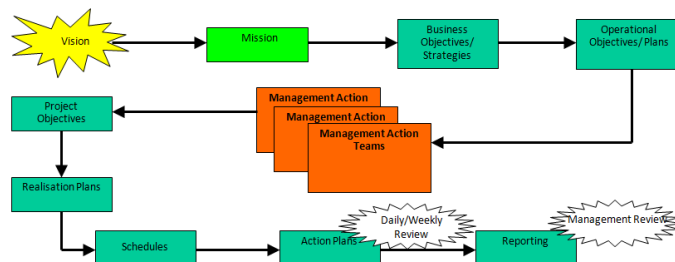 Vision
Mission
Business
Objectives/
Strategies
Operational
Objectives/Plans
Project
Objectives
Management Action
Management Action
Management Action
Teams
Realisation Plans
Schedules
Action Plans
Daily/Weekly
Review
Reporting
Management Review